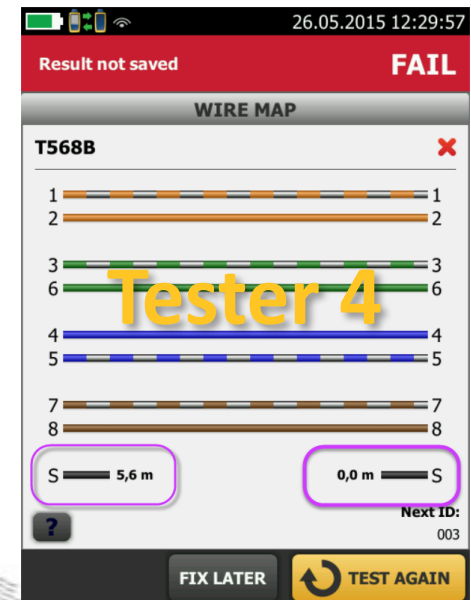 26.05.2015 12:29:57
Result not saved FAIL
WIRE MAP
T568B
1 1
2 2
3 3
6 6
Tester 4
4 4
5 5
7 7
8 8
S 5,6 m 0,0 m S
Next ID:
? 003
FIX LATER TEST AGAIN